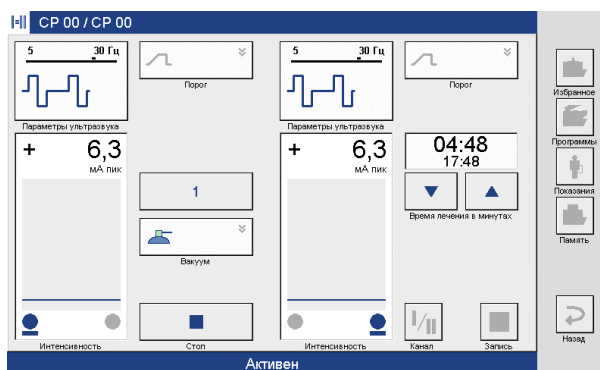 CP 00 / CP 00
5 30 Гц
Параметры ультразвука
Порог
5 30 Гц
Параметры ультразвука
Порог
Избранное
Программы
Показания
Память
Назад
+ 6,3
мА пик
Интенсивность
1
Вакуум
Стоп
+ 6,3
мА пик
Интенсивность
04:48
17:48
Время лечения в минутах
I/II
Канал
Запись
Активен